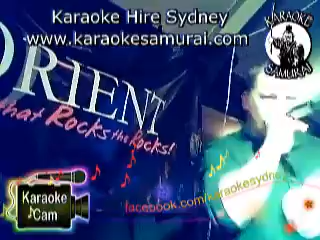 Karaoke Hire Sydney
www.karaokesamurai.com
KARAOKE
SAMURAI
ORIENT
that Rocks the Rocks!
Karaoke
Cam
facebook.com/karaokesydney